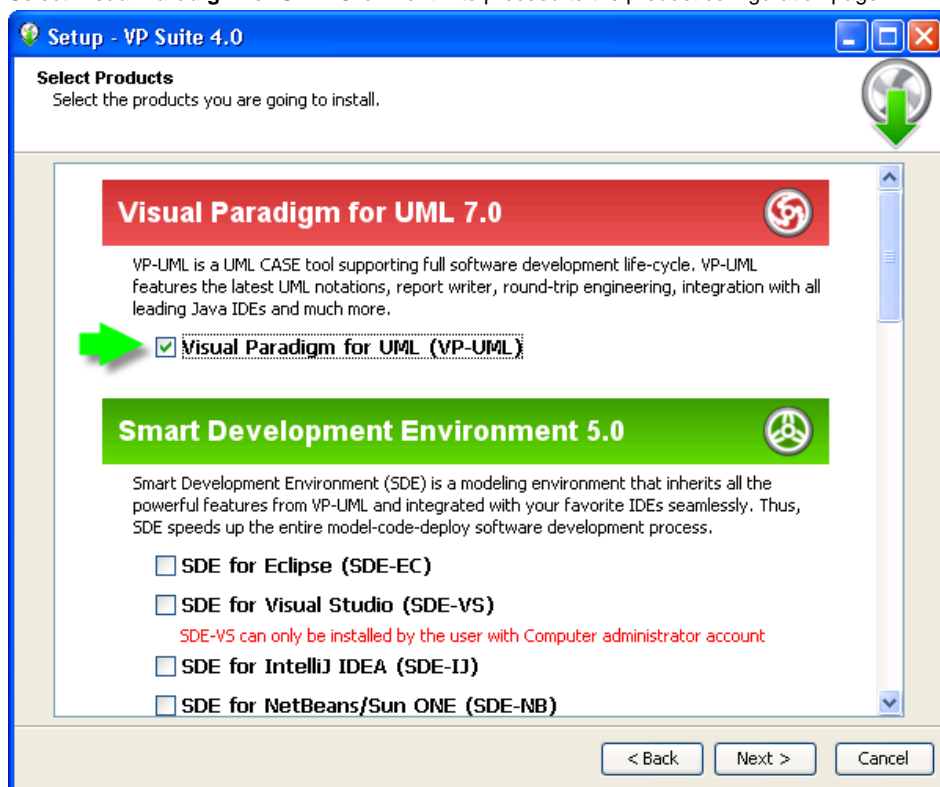 Setup - VP Suite 4.0
Select Products
Select the products you are going to install.
Visual Paradigm for UML 7.0
VP-UML is a UML CASE tool supporting full software development life-cycle. VP-UML
features the latest UML notations, report writer, round-trip engineering, integration with all
leading Java IDEs and much more.
Visual Paradigm for UML (VP-UML)
Smart Development Environment 5.0
Smart Development Environment (SDE) is a modeling environment that inherits all the
powerful features from VP-UML and integrated with your favorite IDEs seamlessly. Thus,
SDE speeds up the entire model-code-deploy software development process.
SDE for Eclipse (SDE-EC)
SDE for Visual Studio (SDE-VS)
SDE-VS can only be installed by the user with Computer administrator account
SDE for IntelliJ IDEA (SDE-IJ)
SDE for NetBeans/Sun ONE (SDE-NB)
< Back Next > Cancel